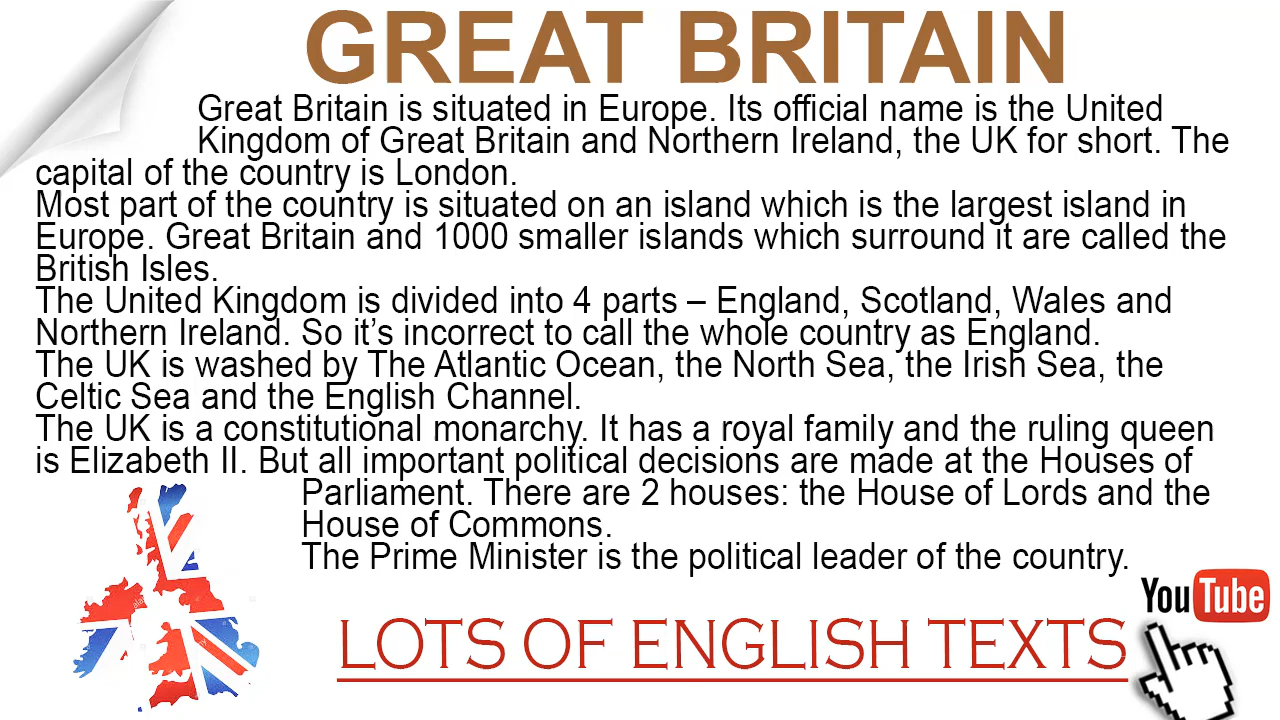 GREAT BRITAIN
Great Britain is situated in Europe. Its official name is the United
Kingdom of Great Britain and Northern Ireland, the UK for short. The
capital of the country is London.
Most part of the country is situated on an island which is the largest island in
Europe. Great Britain and 1000 smaller islands which surround it are called the
British Isles.
The United Kingdom is divided into 4 parts – England, Scotland, Wales and
Northern Ireland. So it’s incorrect to call the whole country as England.
The UK is washed by The Atlantic Ocean, the North Sea, the Irish Sea, the
Celtic Sea and the English Channel.
The UK is a constitutional monarchy. It has a royal family and the ruling queen
is Elizabeth II. But all important political decisions are made at the Houses of
Parliament. There are 2 houses: the House of Lords and the
House of Commons.
The Prime Minister is the political leader of the country.
YouTube
LOTS OF ENGLISH TEXTS